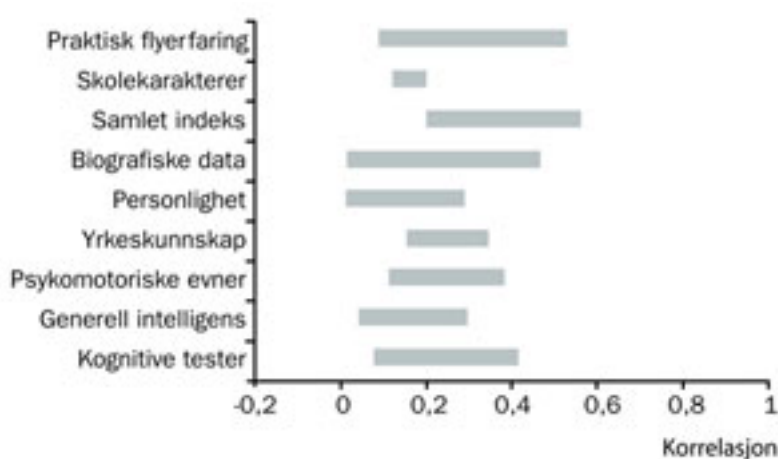 Praktisk flyerfaring
Skolekarakterer
Samlet indeks
Biografiske data
Personlighet
Yrkeskunnskap
Psykomotoriske evner
Generell intelligens
Kognitive tester
-0,2 0 0,2 0,4 0,6 0,8 1
Korrelasjon